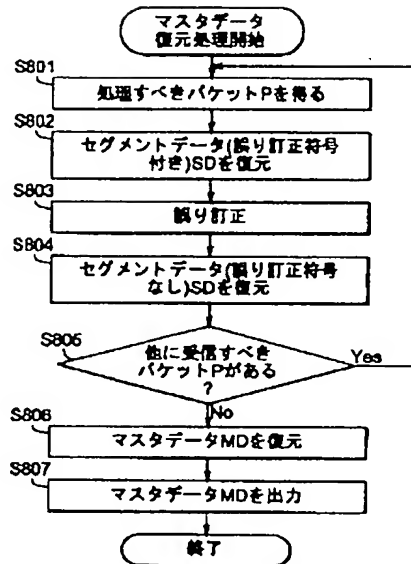 マスタデータ
復元処理開始
S801
処理すべきパケットPを得る
S802
セグメントデータ(誤り訂正符号
付き)SDを復元
S803
誤り訂正
S804
セグメントデータ(誤り訂正符号
なし)SDを復元
S805
他に受信すべき
パケットPがある
?
Yes
No
S806
マスタデータMDを復元
S807
マスタデータMDを出力
終了